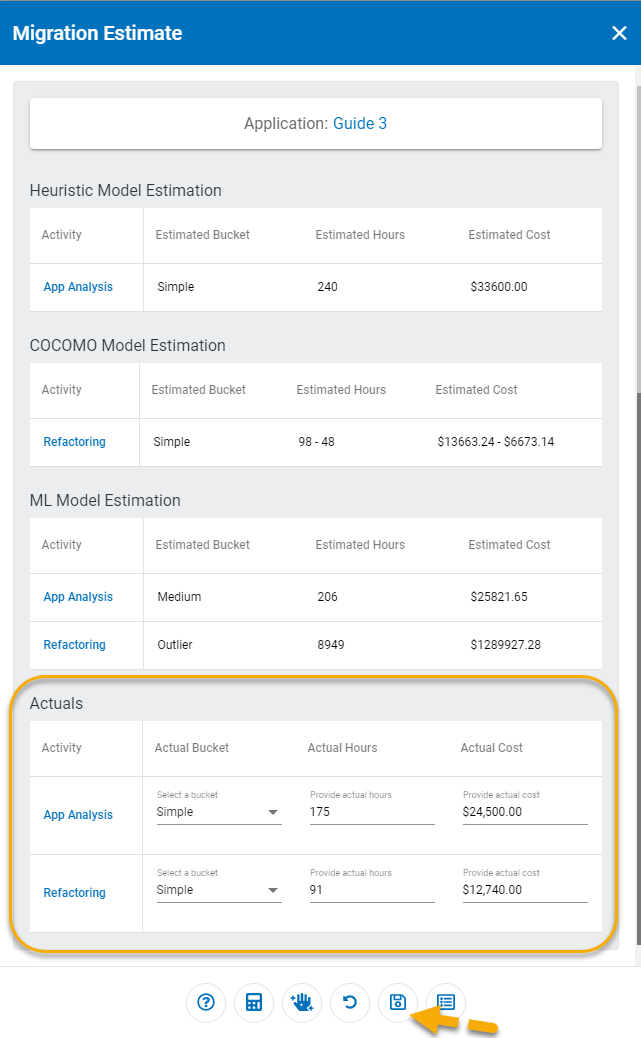 Migration Estimate
Application: Guide 3
Heuristic Model Estimation
Activity Estimated Bucket Estimated Hours Estimated Cost
App Analysis Simple 240 $33600.00
COCOMO Model Estimation
Activity Estimated Bucket Estimated Hours Estimated Cost
Refactoring Simple 98 - 48 $13663.24 - $6673.14
ML Model Estimation
Activity Estimated Bucket Estimated Hours Estimated Cost
App Analysis Medium 206 $25821.65
Refactoring Outlier 8949 $1289927.28
Actuals
Activity Actual Bucket Actual Hours Actual Cost
Select a bucket Provide actual hours Provide actual cost
App Analysis Simple 175 $24,500.00
Select a bucket Provide actual hours Provide actual cost
Refactoring Simple 91 $12,740.00